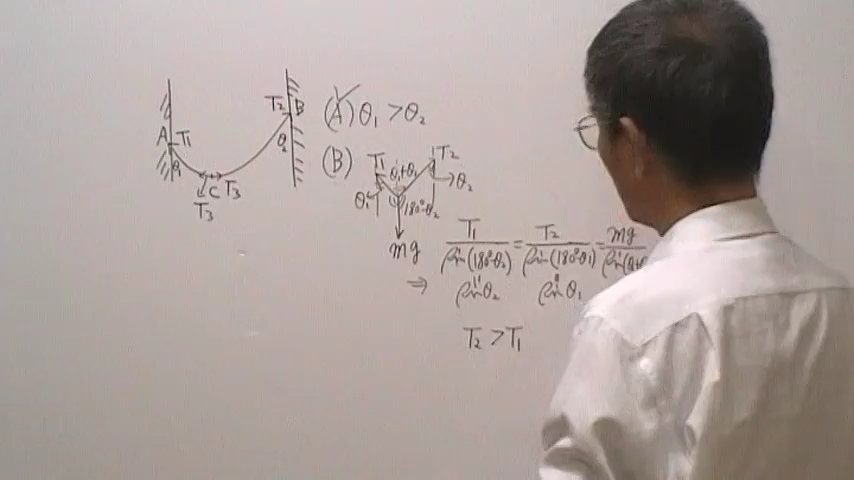 T2 B
A T1
θ1 C T3 θ2
T3
(A) θ1 > θ2
(B) T1 θ1+θ2 T2
θ1 180°-θ2 θ2
mg
T1 / sin(180°-θ2) = T2 / sin(180°-θ1) = mg / sin(θ
⇒ sinθ2 sinθ1
T2 > T1